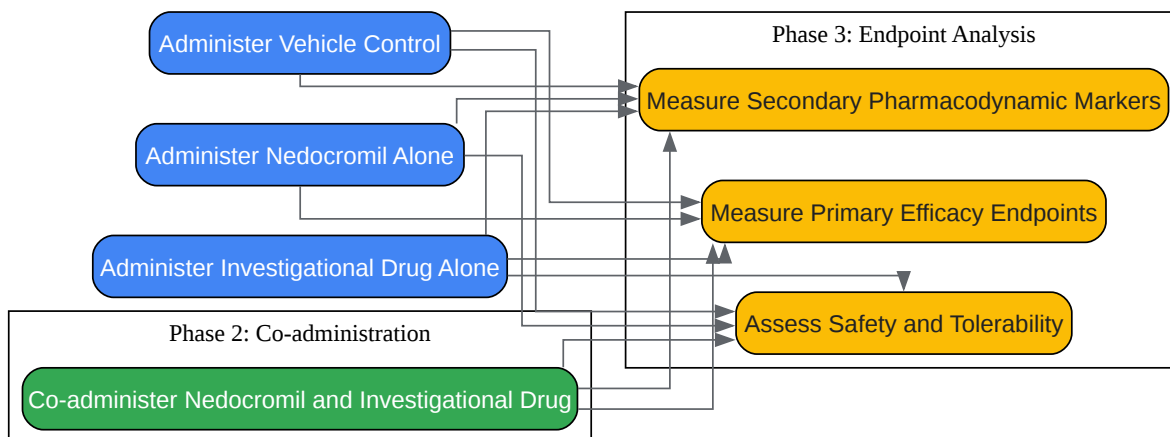 Administer Vehicle Control
Phase 3: Endpoint Analysis
Measure Secondary Pharmacodynamic Markers
Administer Nedocromil Alone
Measure Primary Efficacy Endpoints
Administer Investigational Drug Alone
Phase 2: Co-administration
Assess Safety and Tolerability
Co-administer Nedocromil and Investigational Drug